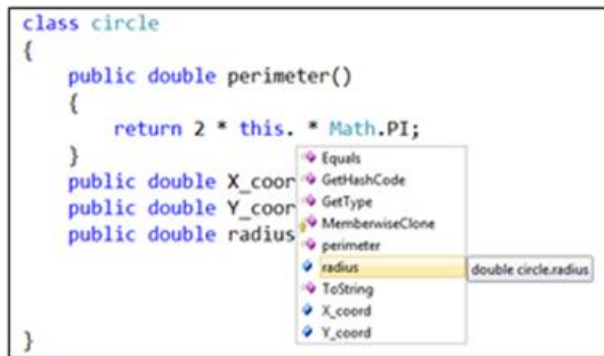 class circle
{
public double perimeter()
{
return 2 * this. * Math.PI;
}
public double X_coor
public double Y_coor
public double radius
}
Equals
GetHashCode
GetType
MemberwiseClone
perimeter
radius
ToString
X_coord
Y_coord
double circle.radius